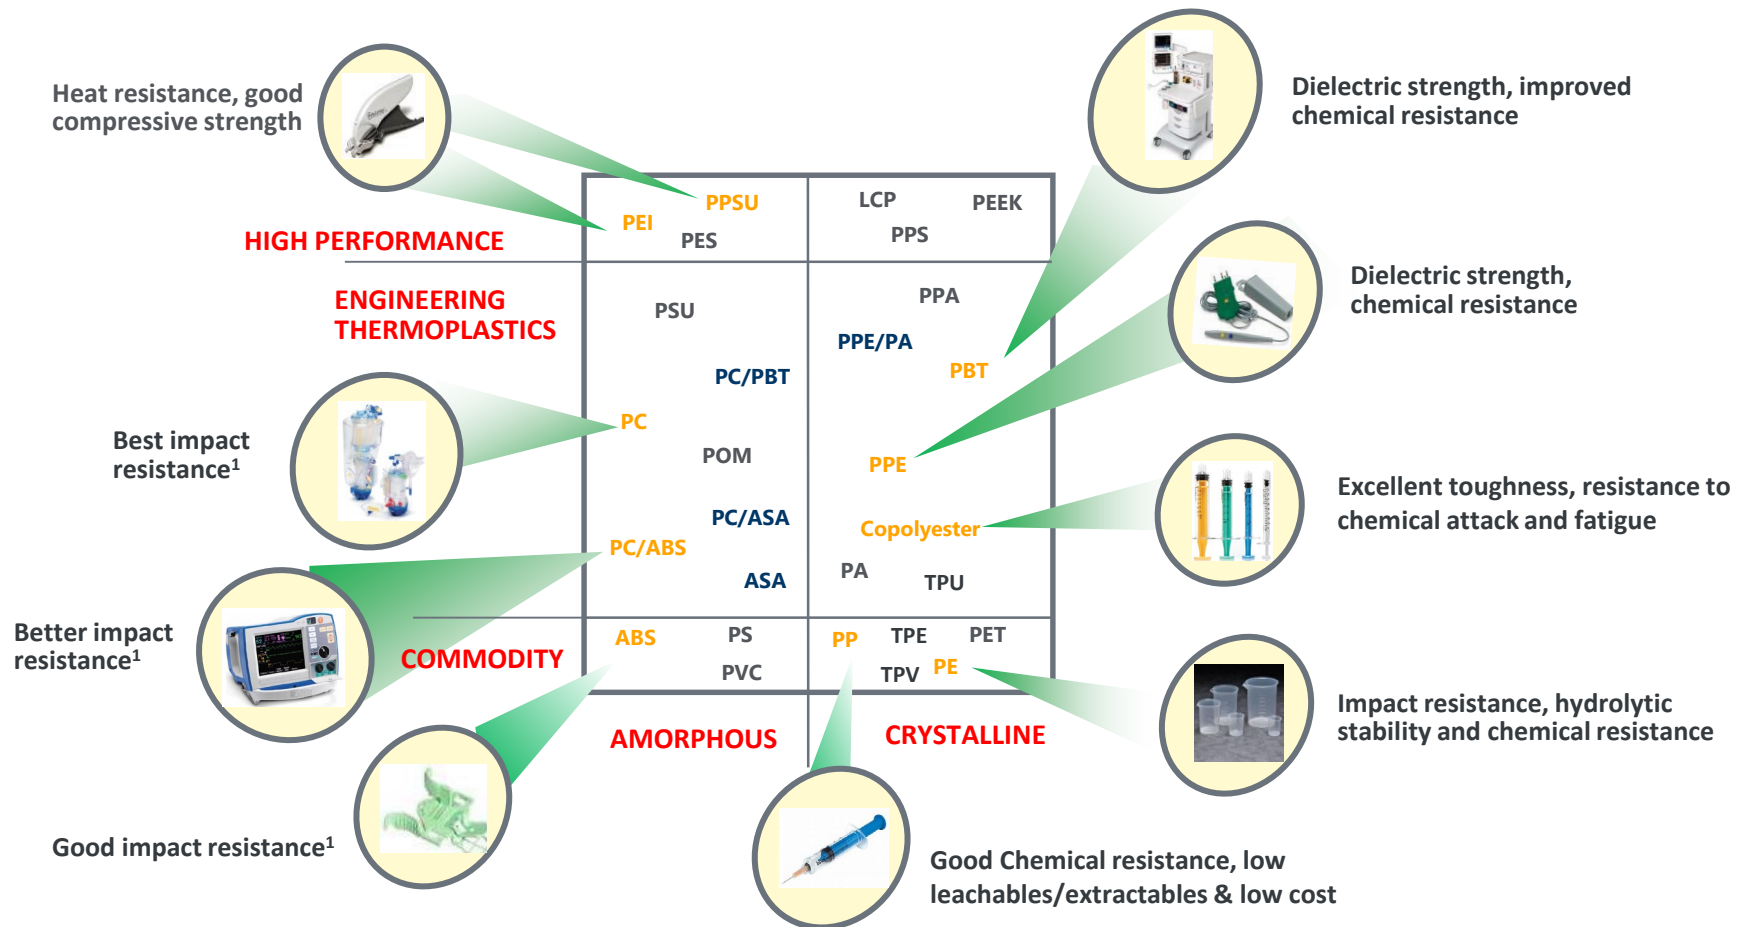 Heat resistance, good
compressive strength
Dielectric strength, improved
chemical resistance
PPSU
PEI
PES
LCP
PEEK
PPS
HIGH PERFORMANCE
ENGINEERING
THERMOPLASTICS
Dielectric strength,
chemical resistance
PSU
PPA
PPE/PA
PC/PBT
PBT
PC
Best impact
resistance¹
POM
PPE
Excellent toughness, resistance to
chemical attack and fatigue
PC/ASA
Copolyester
PC/ABS
ASA
PA
TPU
Better impact
resistance¹
COMMODITY
ABS
PS
PP
TPE
PET
PVC
TPV
PE
Impact resistance, hydrolytic
stability and chemical resistance
AMORPHOUS
CRYSTALLINE
Good impact resistance¹
Good Chemical resistance, low
leachables/extractables & low cost